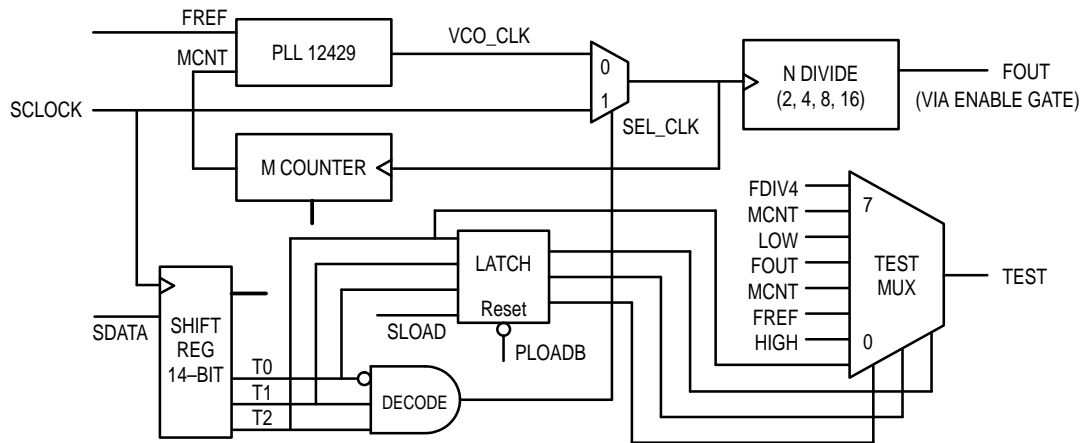 FREF
MCNT
PLL 12429
VCO_CLK
SCLOCK
0
1
SEL_CLK
N DIVIDE
(2, 4, 8, 16)
FOUT
(VIA ENABLE GATE)
M COUNTER
SDATA
SHIFT
REG
14–BIT
T0
T1
T2
LATCH
Reset
SLOAD
PLOADB
DECODE
FDIV4
MCNT
LOW
FOUT
MCNT
FREF
HIGH
7
TEST
MUX
0
TEST